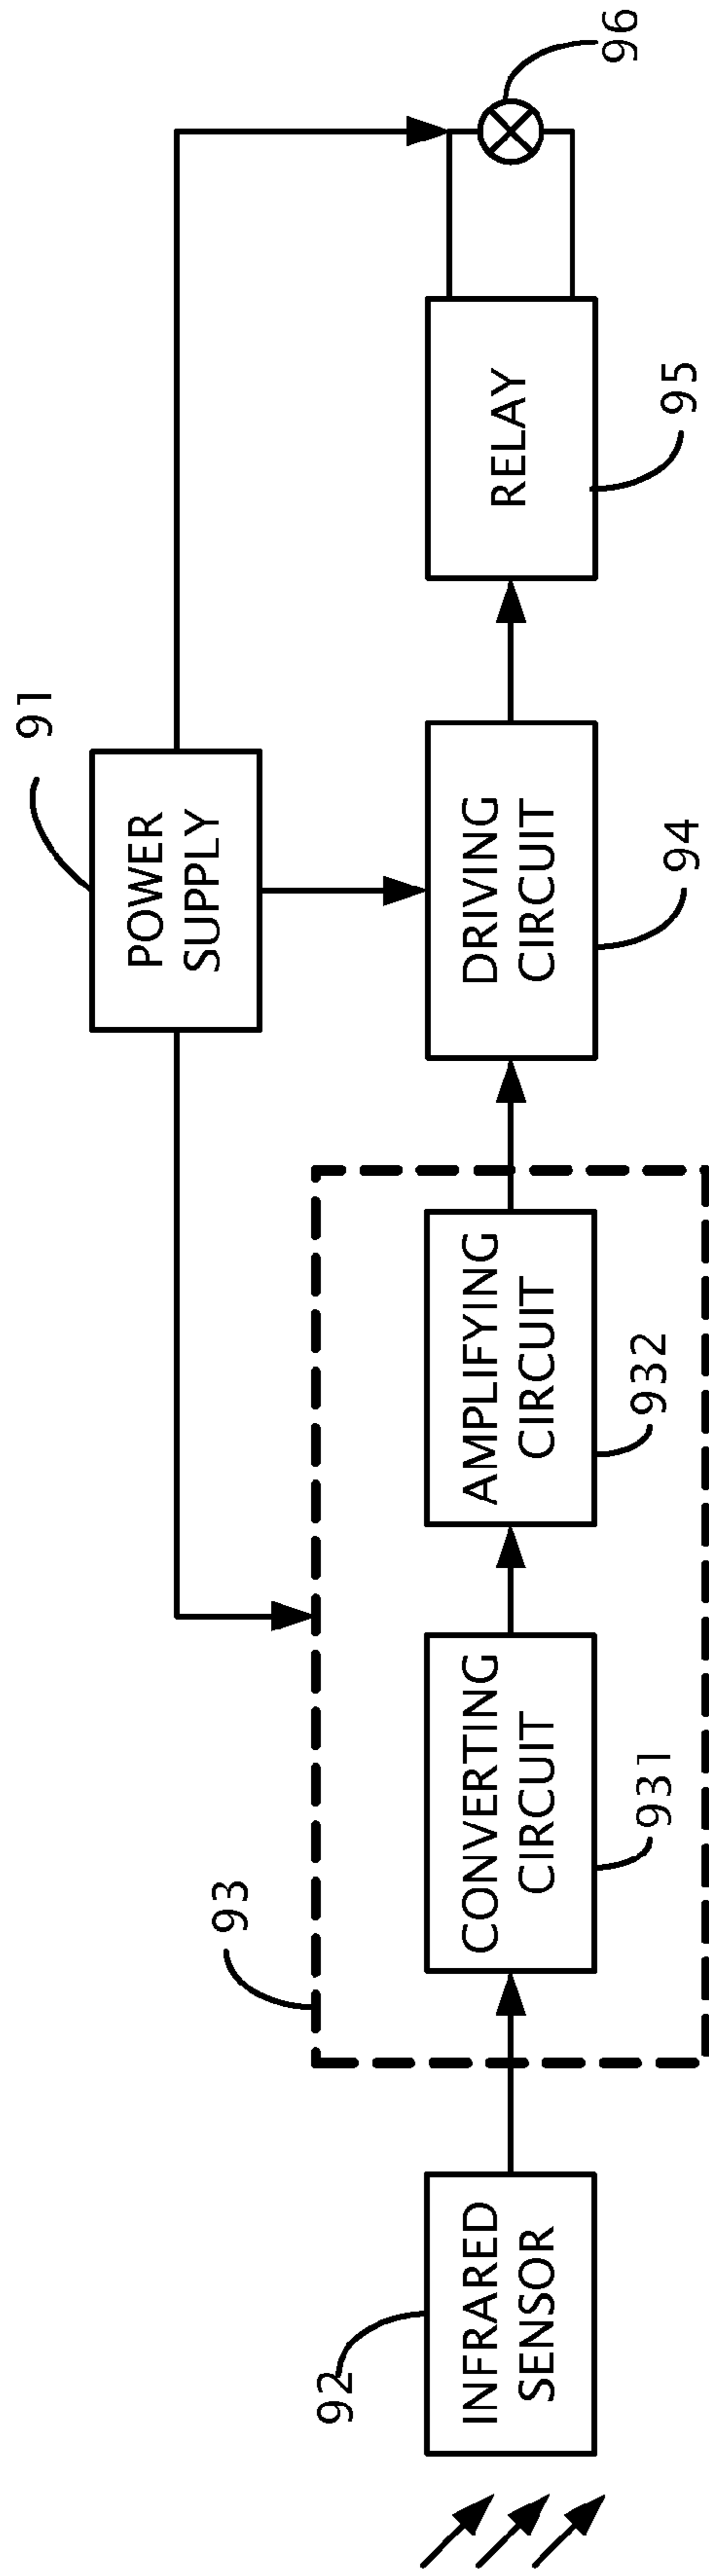 91
POWER
SUPPLY
96
93
92
INFRARED
SENSOR
CONVERTING
CIRCUIT
931
AMPLIFYING
CIRCUIT
932
DRIVING
CIRCUIT
94
RELAY
95